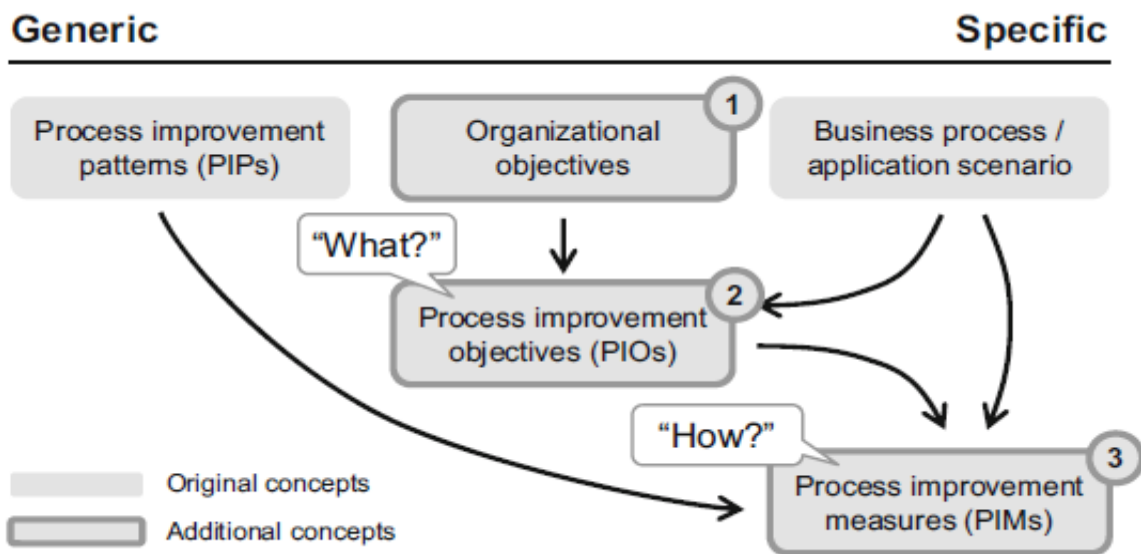 Generic
Specific
Process improvement
patterns (PIPs)
Organizational
objectives
1
Business process /
application scenario
“What?”
Process improvement
objectives (PIOs)
2
“How?”
Process improvement
measures (PIMs)
3
Original concepts
Additional concepts